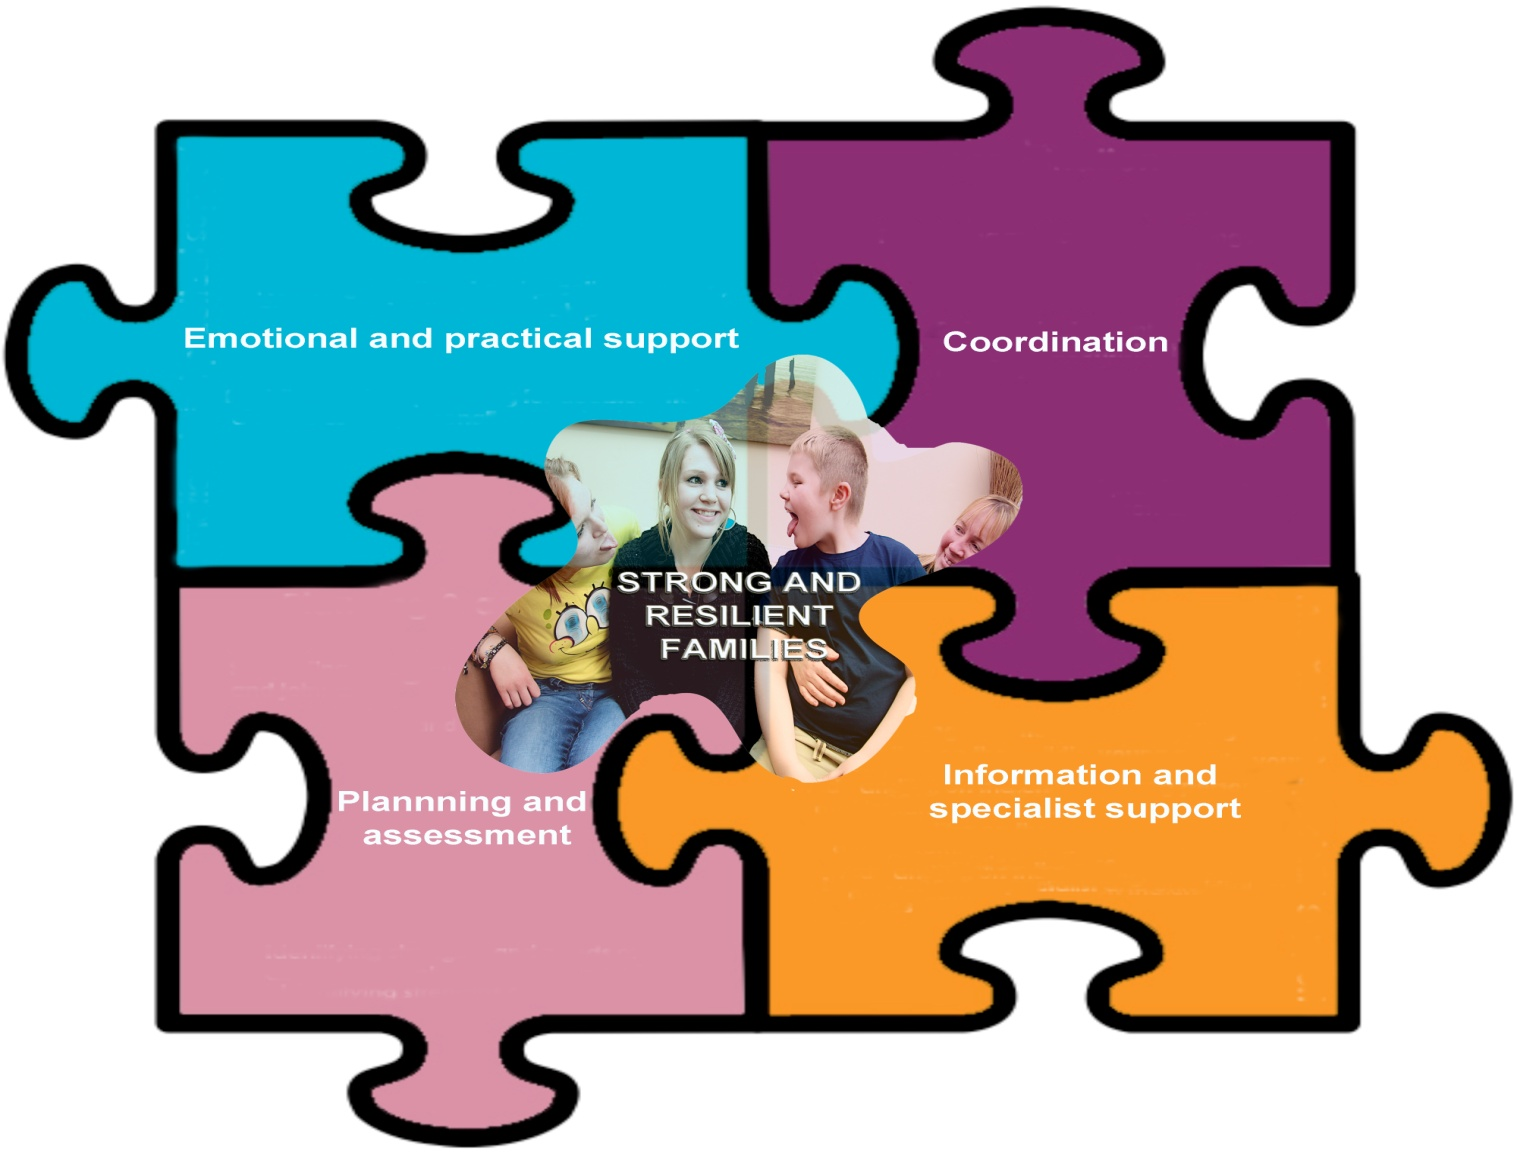 Emotional and practical support
Coordination
STRONG AND
RESILIENT
FAMILIES
Plannning and
assessment
Information and
specialist support